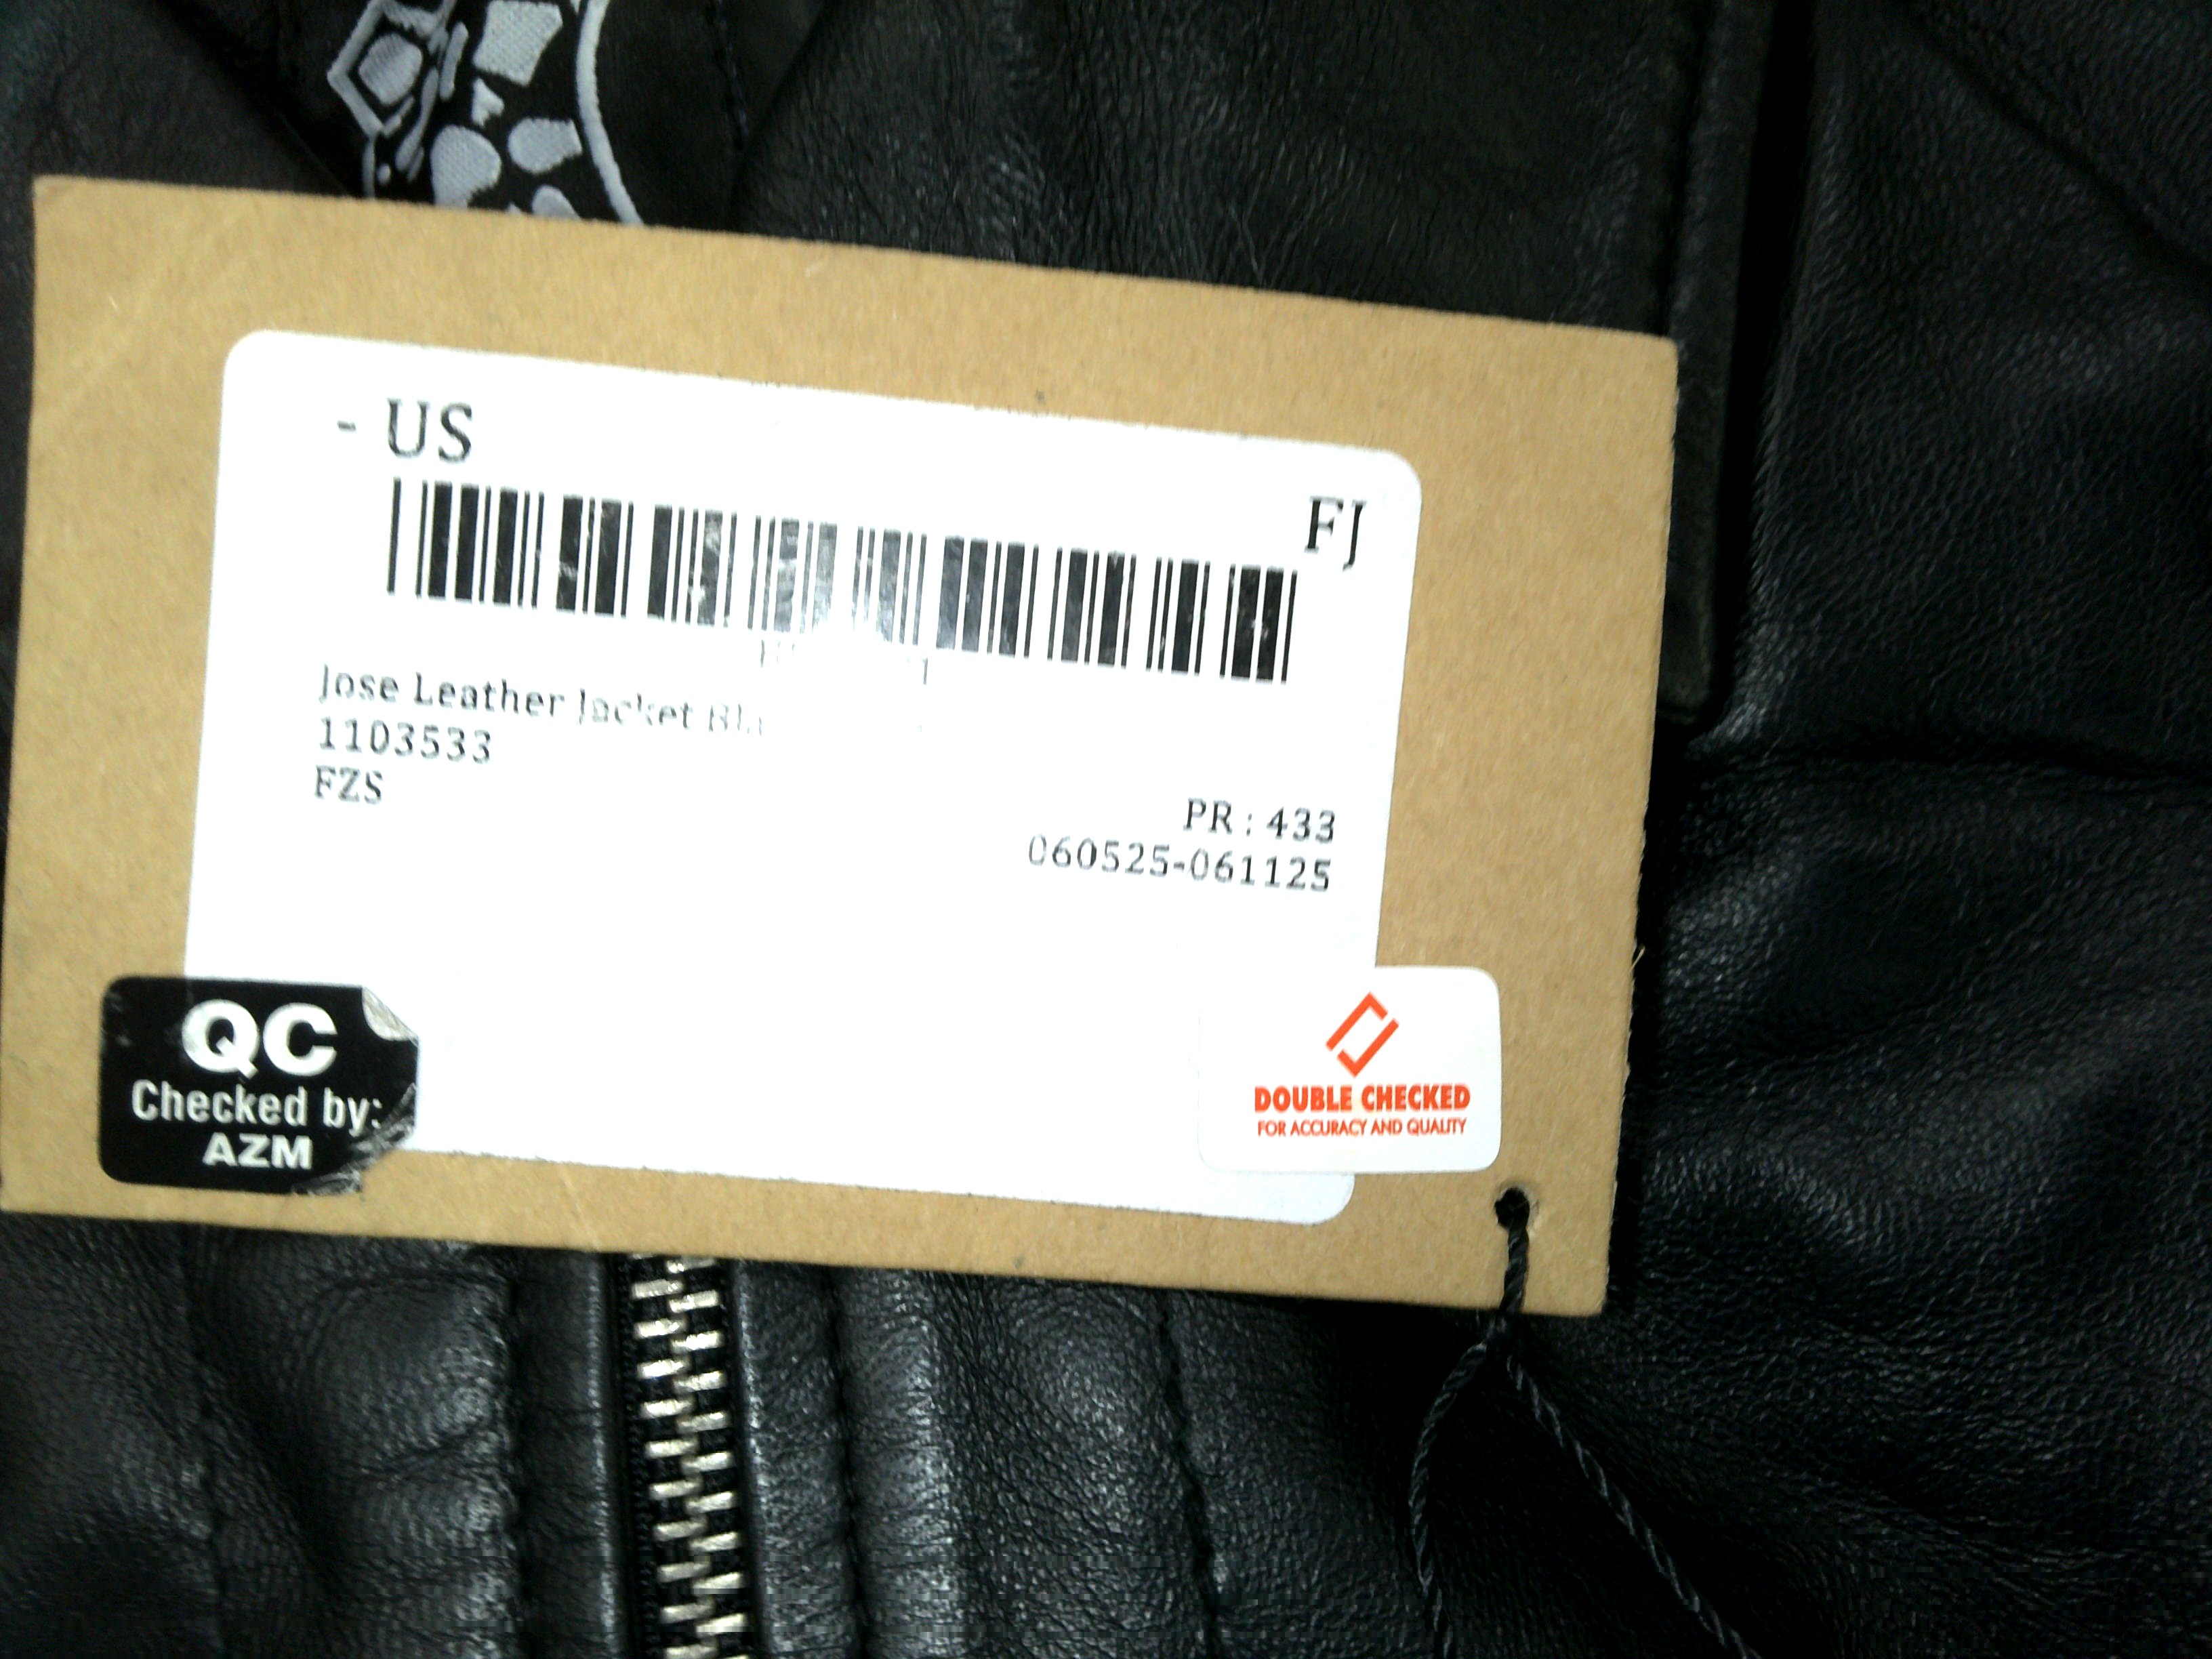 - US
FJ
Jose Leather Jacket
1103533
FZS
PR : 433
060525-061125
QC
Checked by:
AZM
DOUBLE CHECKED
FOR ACCURACY AND QUALITY